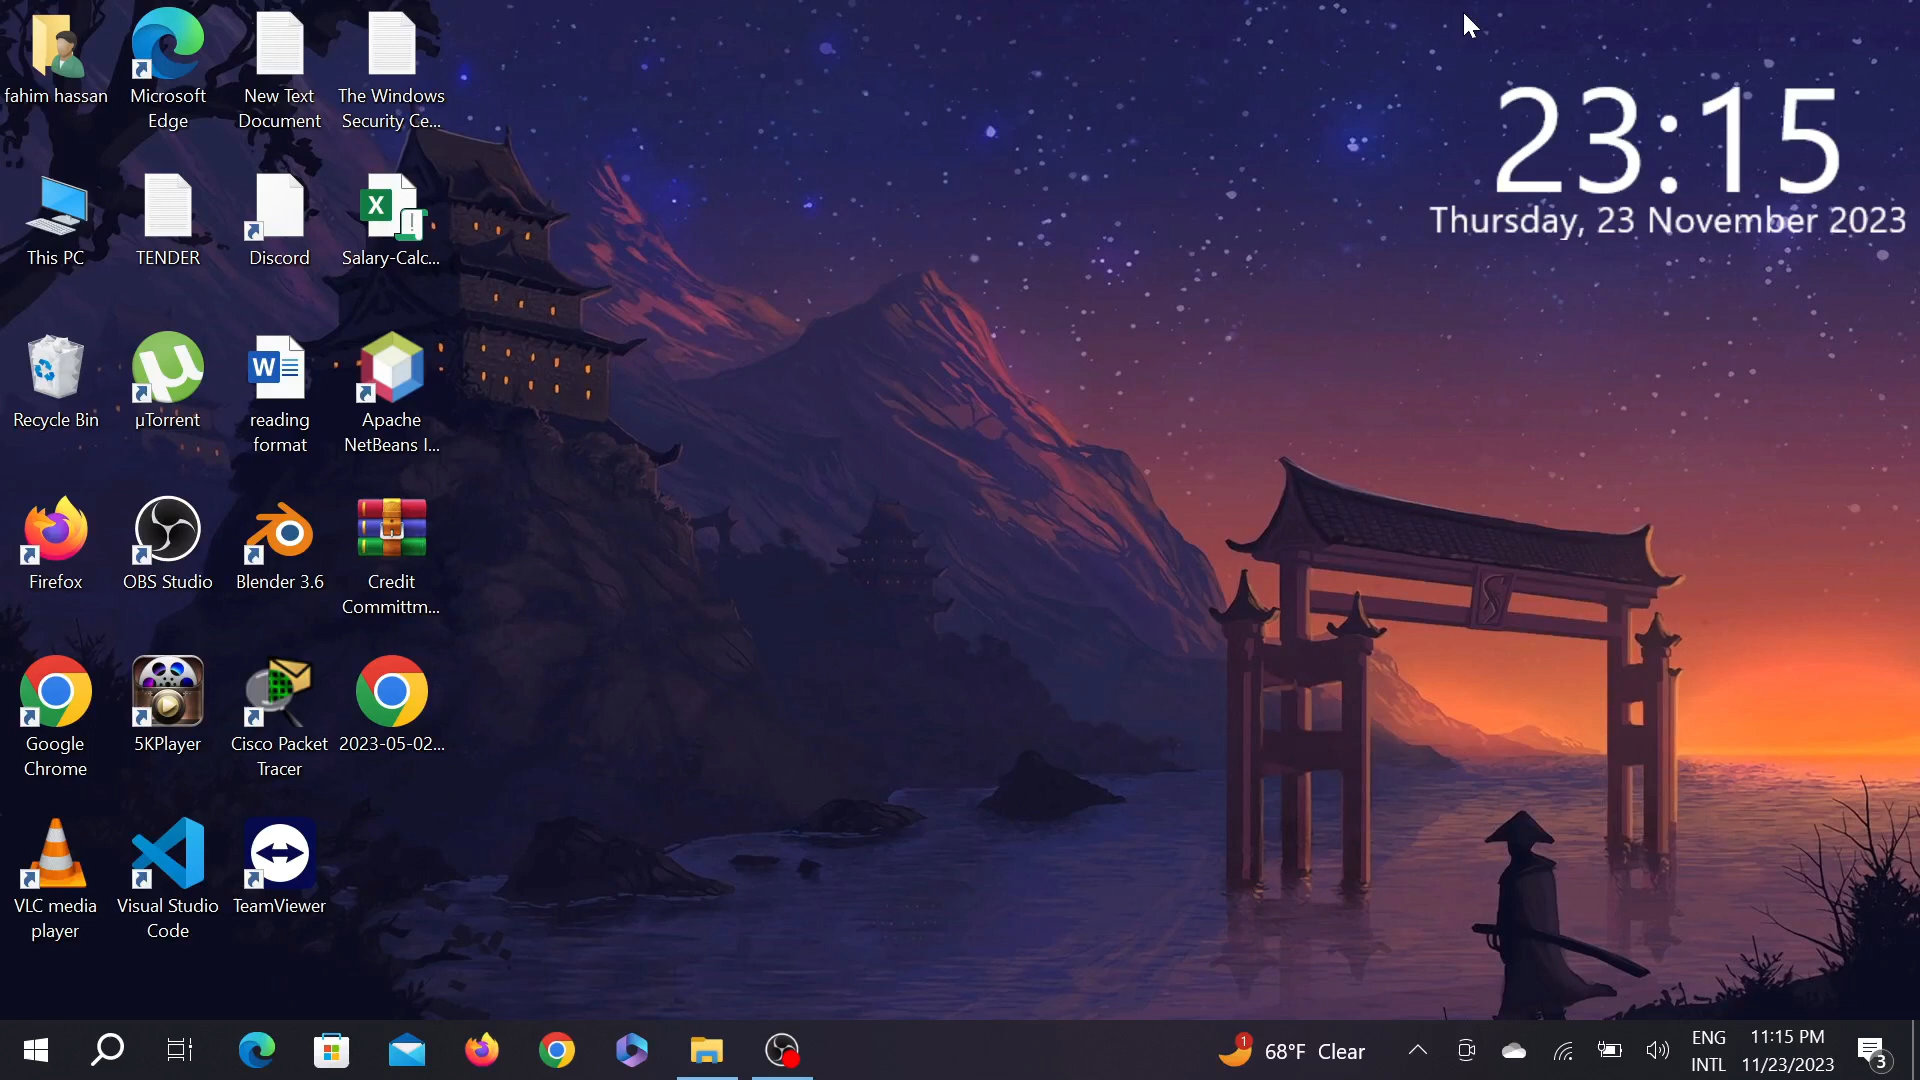 fahim hassan
Microsoft
Edge
New Text
Document
The Windows
Security Ce...
23:15
Thursday, 23 November 2023
This PC
TENDER
Discord
Salary-Calc...
Recycle Bin
µTorrent
reading
format
Apache
NetBeans I...
Firefox
OBS Studio
Blender 3.6
Credit
Committm...
Google
Chrome
5KPlayer
Cisco Packet
Tracer
2023-05-02...
VLC media
player
Visual Studio
Code
TeamViewer
1
68°F Clear
ENG
INTL
11:15 PM
11/23/2023
3